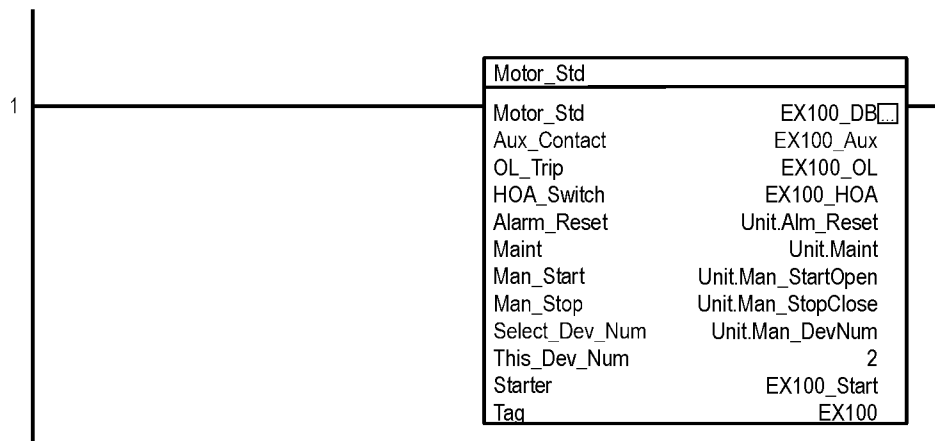 Motor_Std
1
Motor_Std EX100_DB...
Aux_Contact EX100_Aux
OL_Trip EX100_OL
HOA_Switch EX100_HOA
Alarm_Reset Unit.Alm_Reset
Maint Unit.Maint
Man_Start Unit.Man_StartOpen
Man_Stop Unit.Man_StopClose
Select_Dev_Num Unit.Man_DevNum
This_Dev_Num 2
Starter EX100_Start
Tag EX100